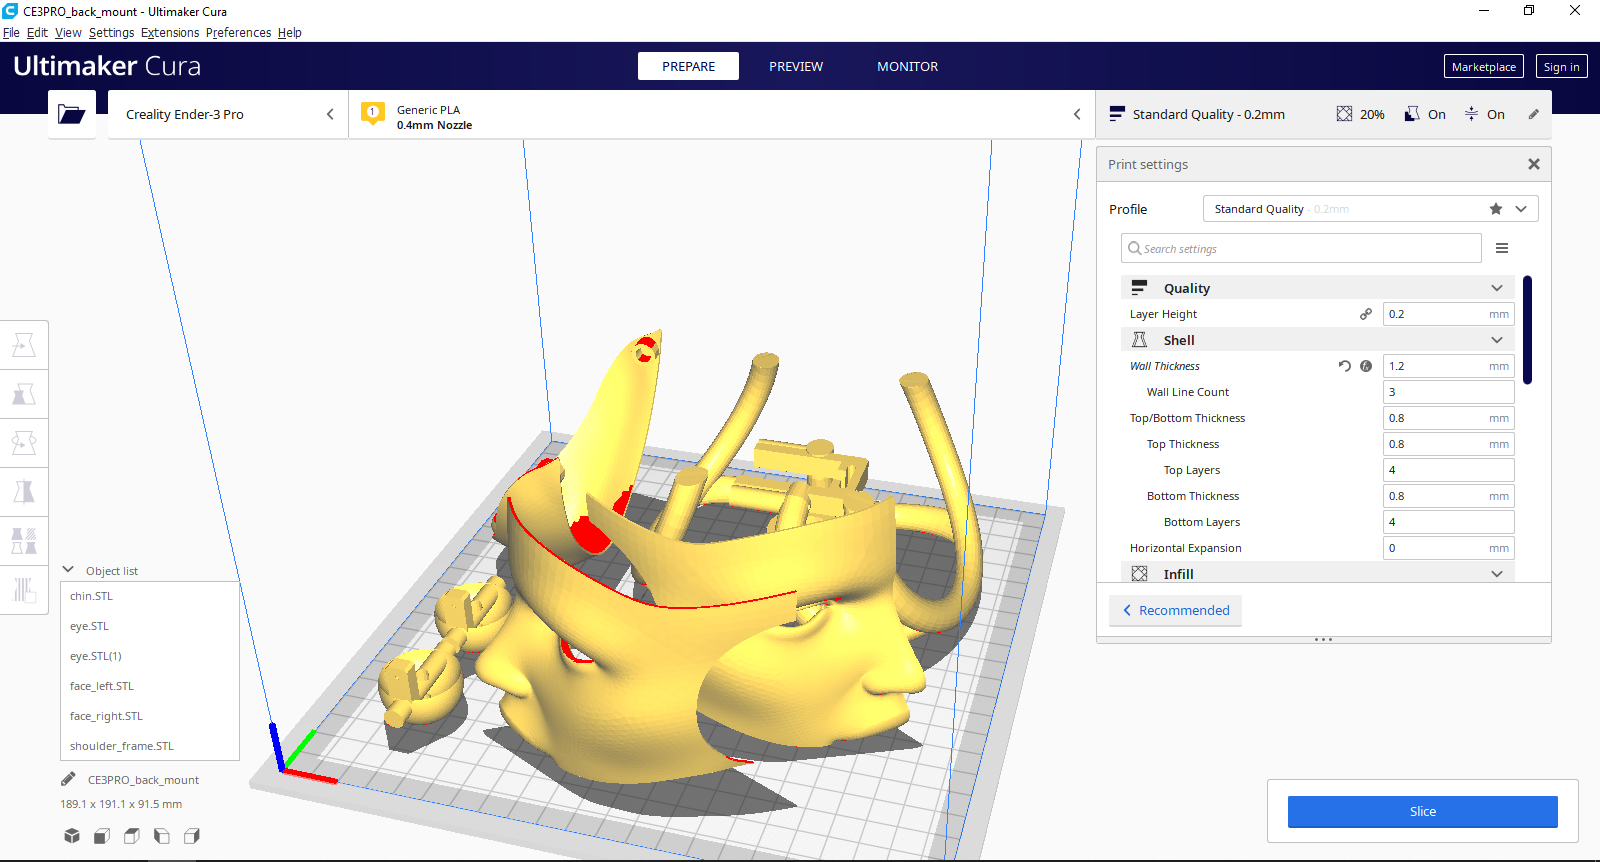 CE3PRO_back_mount - Ultimaker Cura
File Edit View Settings Extensions Preferences Help
Ultimaker Cura
PREPARE
PREVIEW
MONITOR
Marketplace
Sign in
Creality Ender-3 Pro
1
Generic PLA
0.4mm Nozzle
Standard Quality - 0.2mm
20%
On
On
Print settings
Profile
Standard Quality - 0.2mm
Search settings
Quality
Layer Height
0.2 mm
Shell
Wall Thickness
1.2 mm
Wall Line Count
3
Top/Bottom Thickness
0.8 mm
Top Thickness
0.8 mm
Top Layers
4
Bottom Thickness
0.8 mm
Bottom Layers
4
Horizontal Expansion
0 mm
Infill
Recommended
Object list
chin.STL
eye.STL
eye.STL(1)
face_left.STL
face_right.STL
shoulder_frame.STL
CE3PRO_back_mount
189.1 x 191.1 x 91.5 mm
Slice